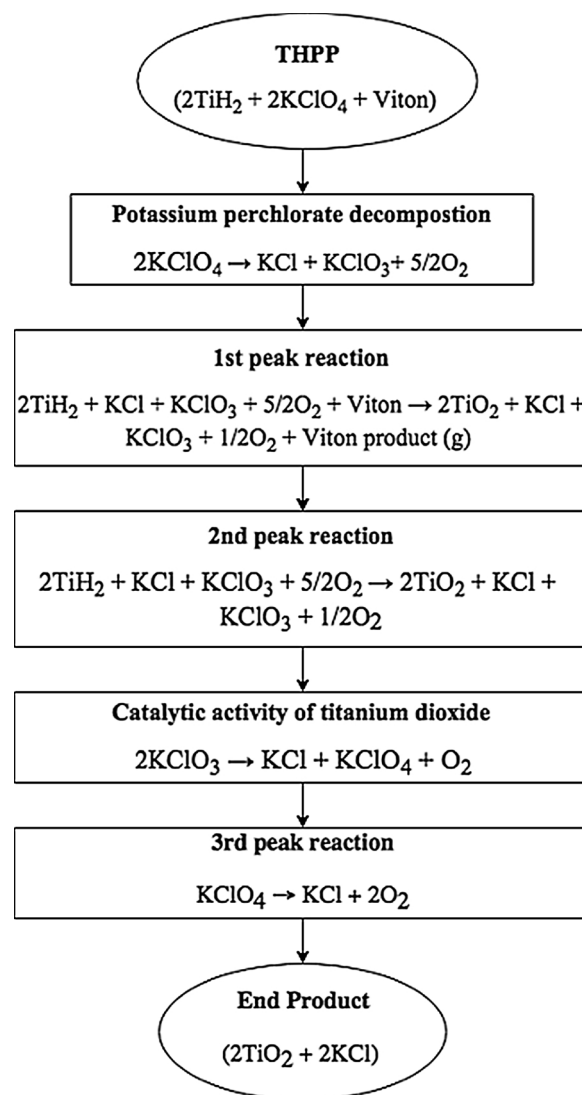 THPP
(2TiH₂ + 2KClO₄ + Viton)
Potassium perchlorate decompostion
2KClO₄ → KCl + KClO₃+ 5/2O₂
1st peak reaction
2TiH₂ + KCl + KClO₃ + 5/2O₂ + Viton → 2TiO₂ + KCl +
KClO₃ + 1/2O₂ + Viton product (g)
2nd peak reaction
2TiH₂ + KCl + KClO₃ + 5/2O₂ → 2TiO₂ + KCl +
KClO₃ + 1/2O₂
Catalytic activity of titanium dioxide
2KClO₃ → KCl + KClO₄ + O₂
3rd peak reaction
KClO₄ → KCl + 2O₂
End Product
(2TiO₂ + 2KCl)